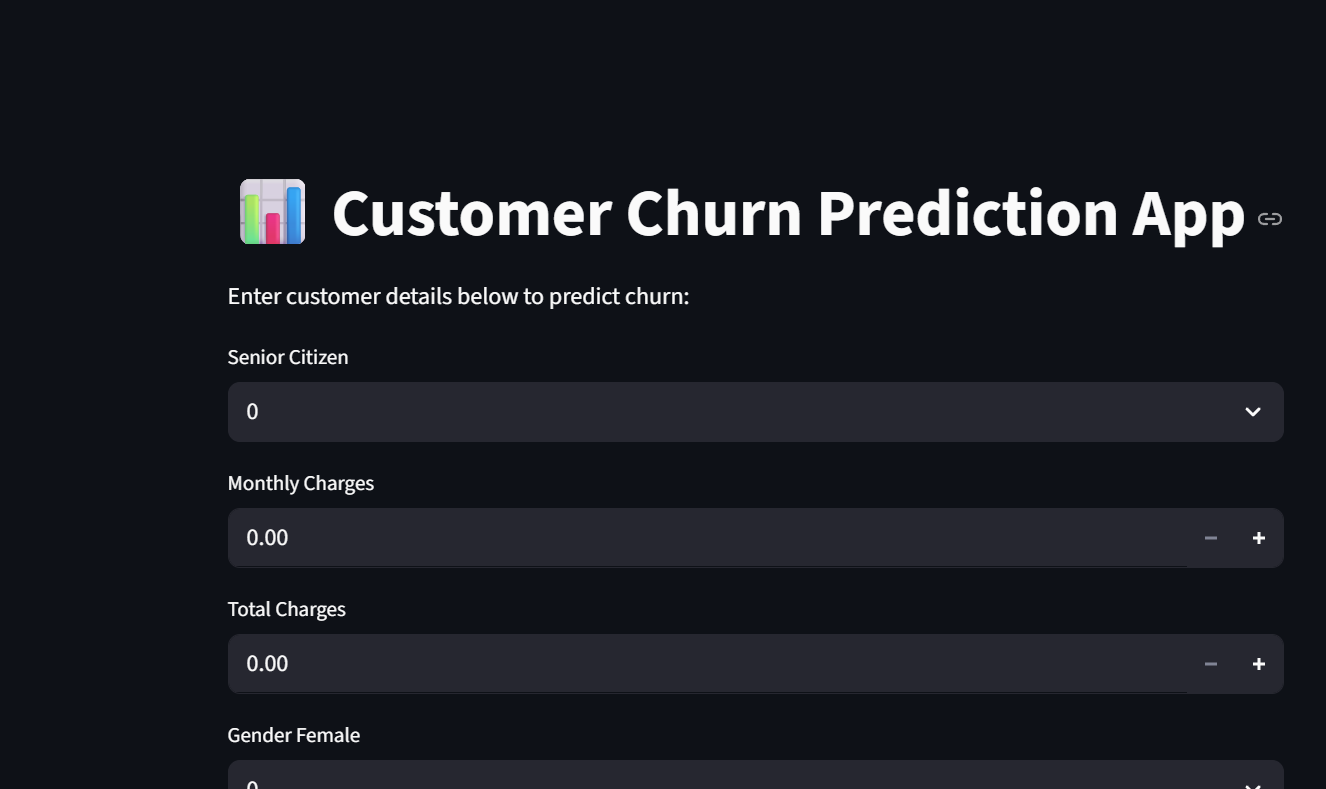 Customer Churn Prediction App
Enter customer details below to predict churn:
Senior Citizen
0
Monthly Charges
0.00
Total Charges
0.00
Gender Female
0